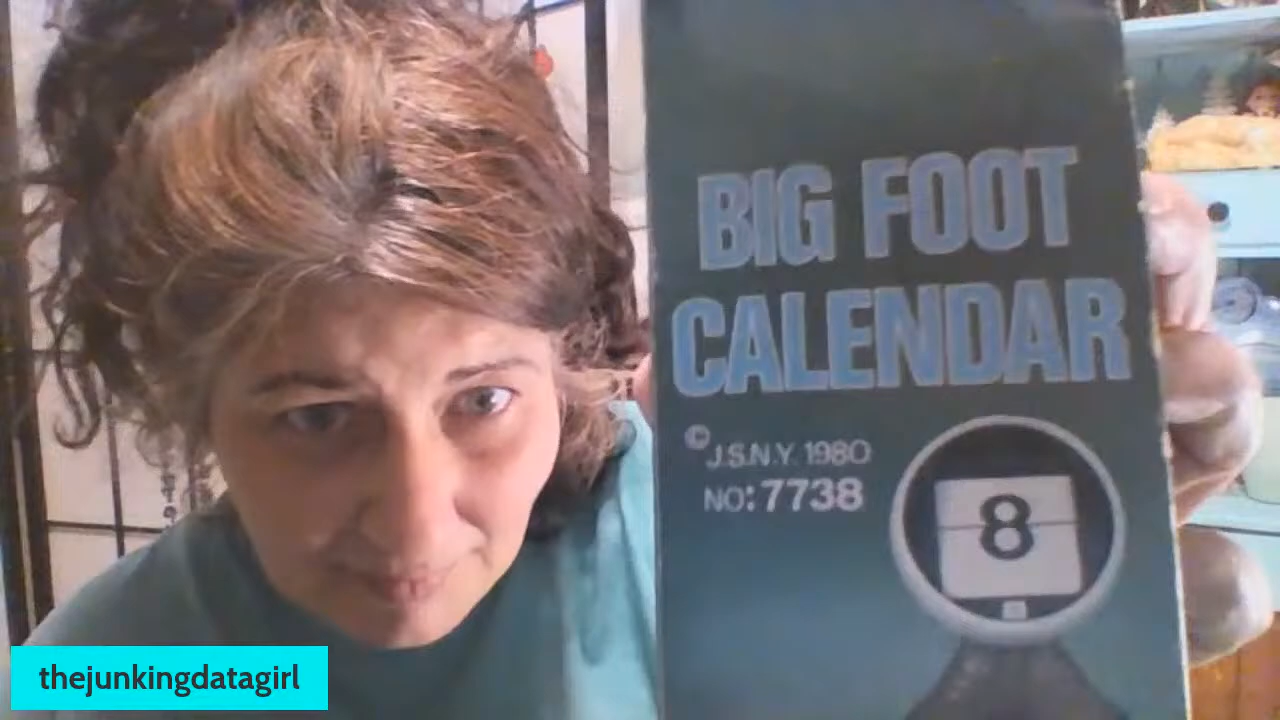 BIG FOOT
CALENDAR
© J.S.N.Y. 1980
NO: 7738
8
thejunkingdatagirl